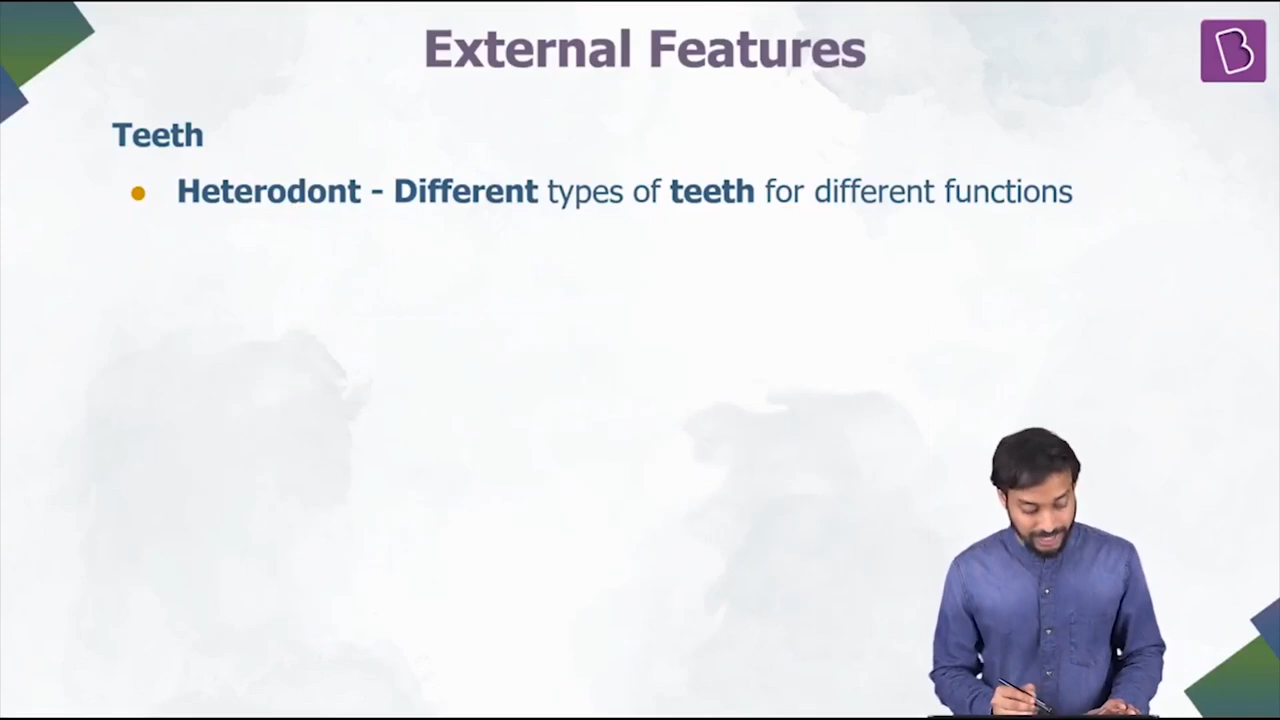 External Features
Teeth
Heterodont - Different types of teeth for different functions